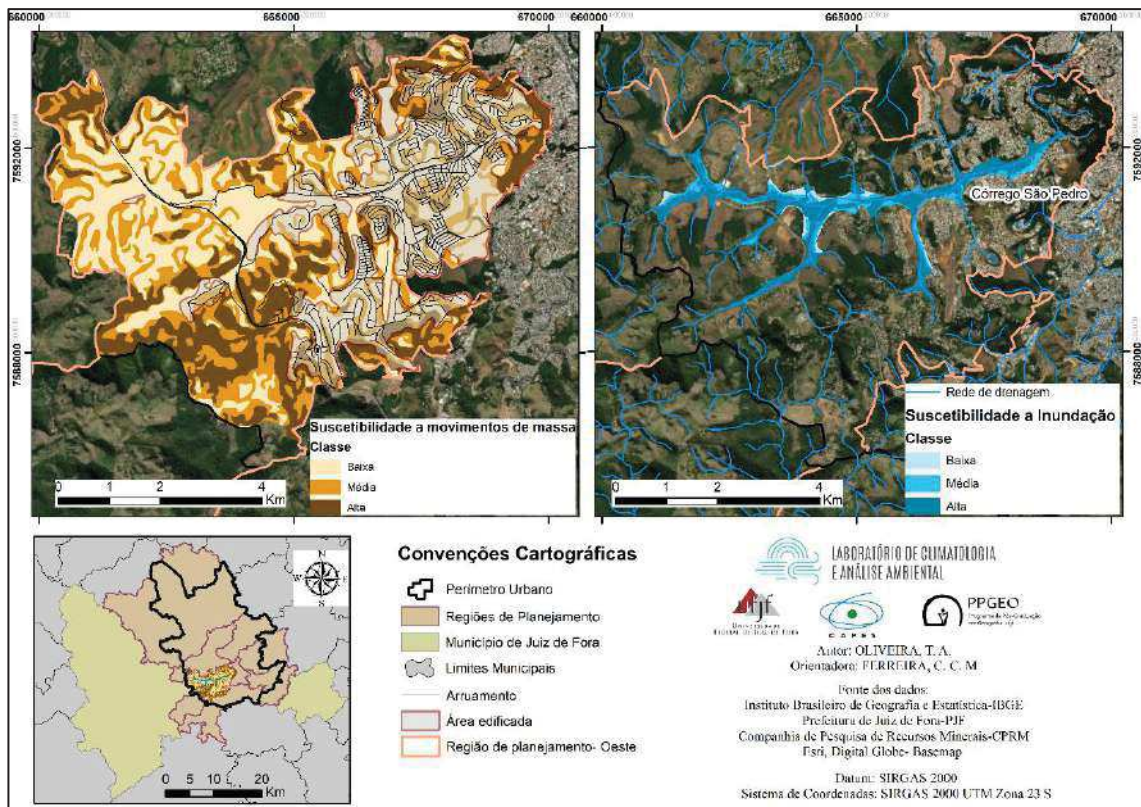 660000 665000 670000 660000 665000 670000
7592000
7588000
7592000
7588000
Suscetibilidade a movimentos de massa
Classe
Baixa
Média
Alta
0 1 2 4
Km
Córrego São Pedro
Rede de drenagem
Suscetibilidade a Inundação
Classe
Baixa
Média
Alta
0 1 2 4
Km
N
W E
S
0 5 10 20
Km
Convenções Cartográficas
Perímetro Urbano
Regiões de Planejamento
Município de Juiz de Fora
Limites Municipais
Arruamento
Área edificada
Região de planejamento- Oeste
LABORATÓRIO DE CLIMATOLOGIA
E ANÁLISE AMBIENTAL
ufjf
CAPES
PPGEO
Autor: OLIVEIRA, T. A.
Orientadora: FERREIRA, C. C. M
Fonte dos dados:
Instituto Brasileiro de Geografia e Estatística-IBGE
Prefeitura de Juiz de Fora-PJF
Companhia de Pesquisa de Recursos Minerais-CPRM
Esri, Digital Globe- Basemap
Datum: SIRGAS 2000
Sistema de Coordenadas: SIRGAS 2000 UTM Zona 23 S